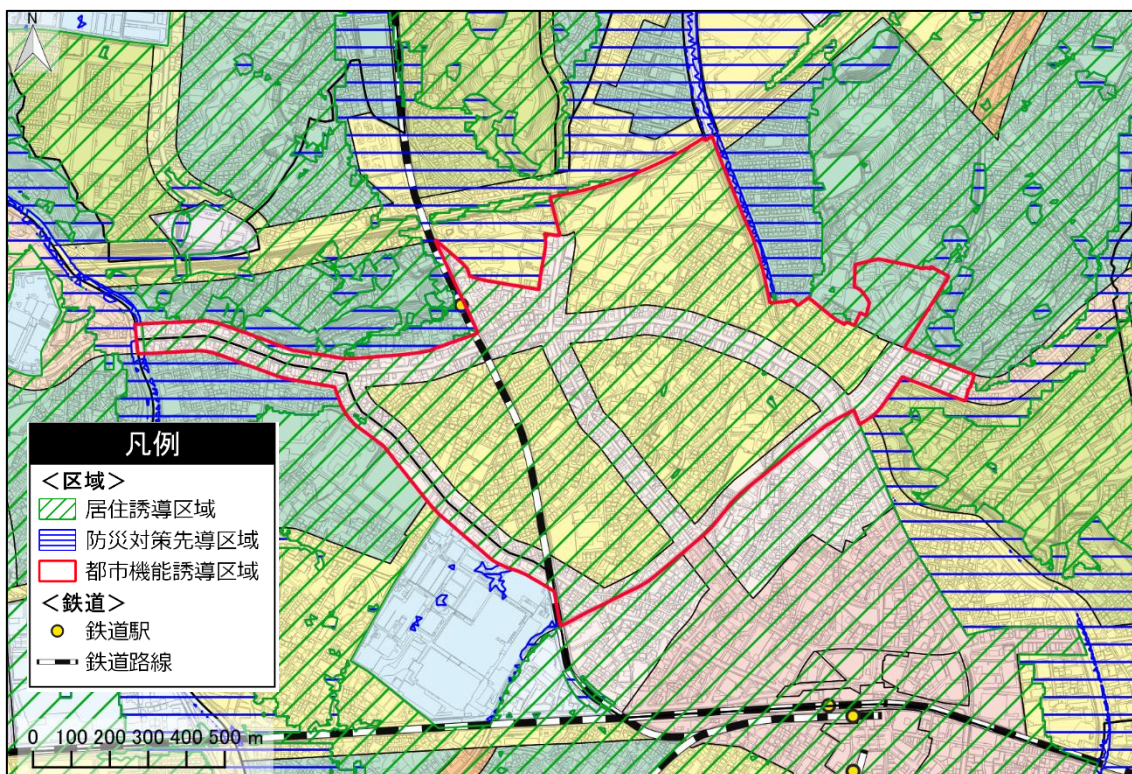 N
凡例
<区域>
居住誘導区域
防災対策先導区域
都市機能誘導区域
<鉄道>
鉄道駅
鉄道路線
0 100 200 300 400 500 m